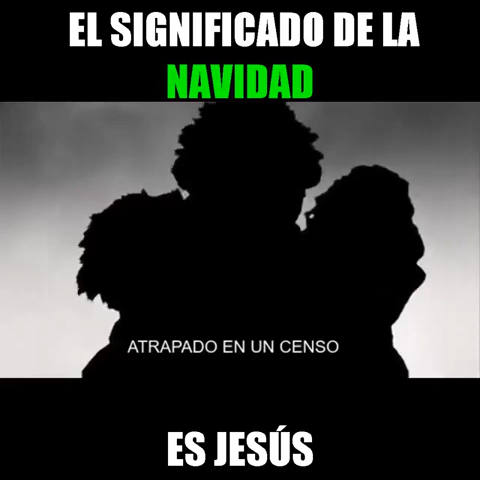 EL SIGNIFICADO DE LA
NAVIDAD
ATRAPADO EN UN CENSO
ES JESÚS